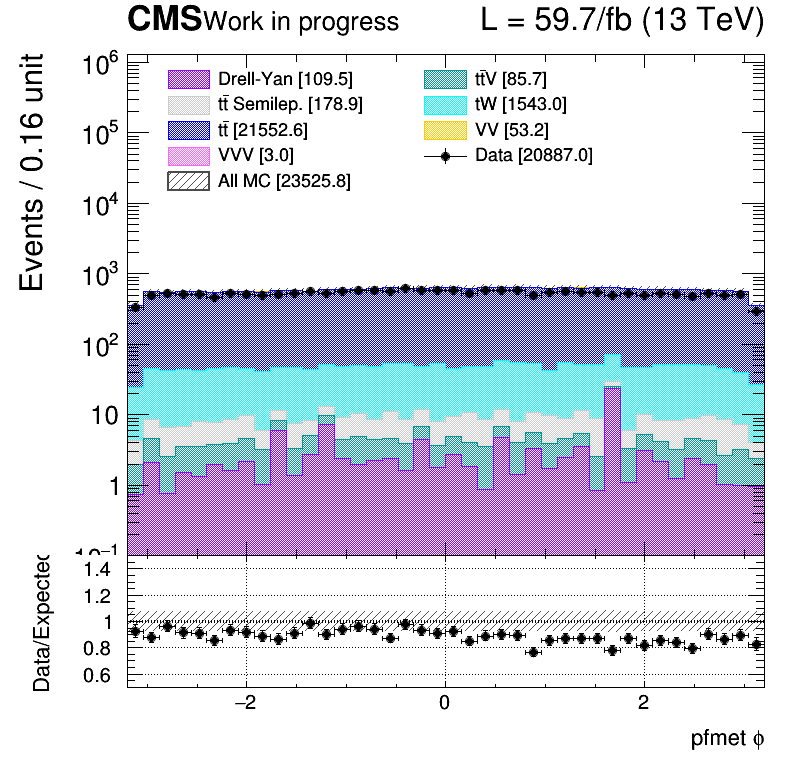 CMS Work in progress L = 59.7/fb (13 TeV)
Events / 0.16 unit
10⁶
10⁵
10⁴
10³
10²
10
1
10⁻¹
Drell-Yan [109.5]
tt̄ Semilep. [178.9]
tt̄ [21552.6]
VVV [3.0]
All MC [23525.8]
tt̄V [85.7]
tW [1543.0]
VV [53.2]
Data [20887.0]
Data/Expected
1.4
1.2
1
0.8
0.6
−2 0 2
pfmet ϕ